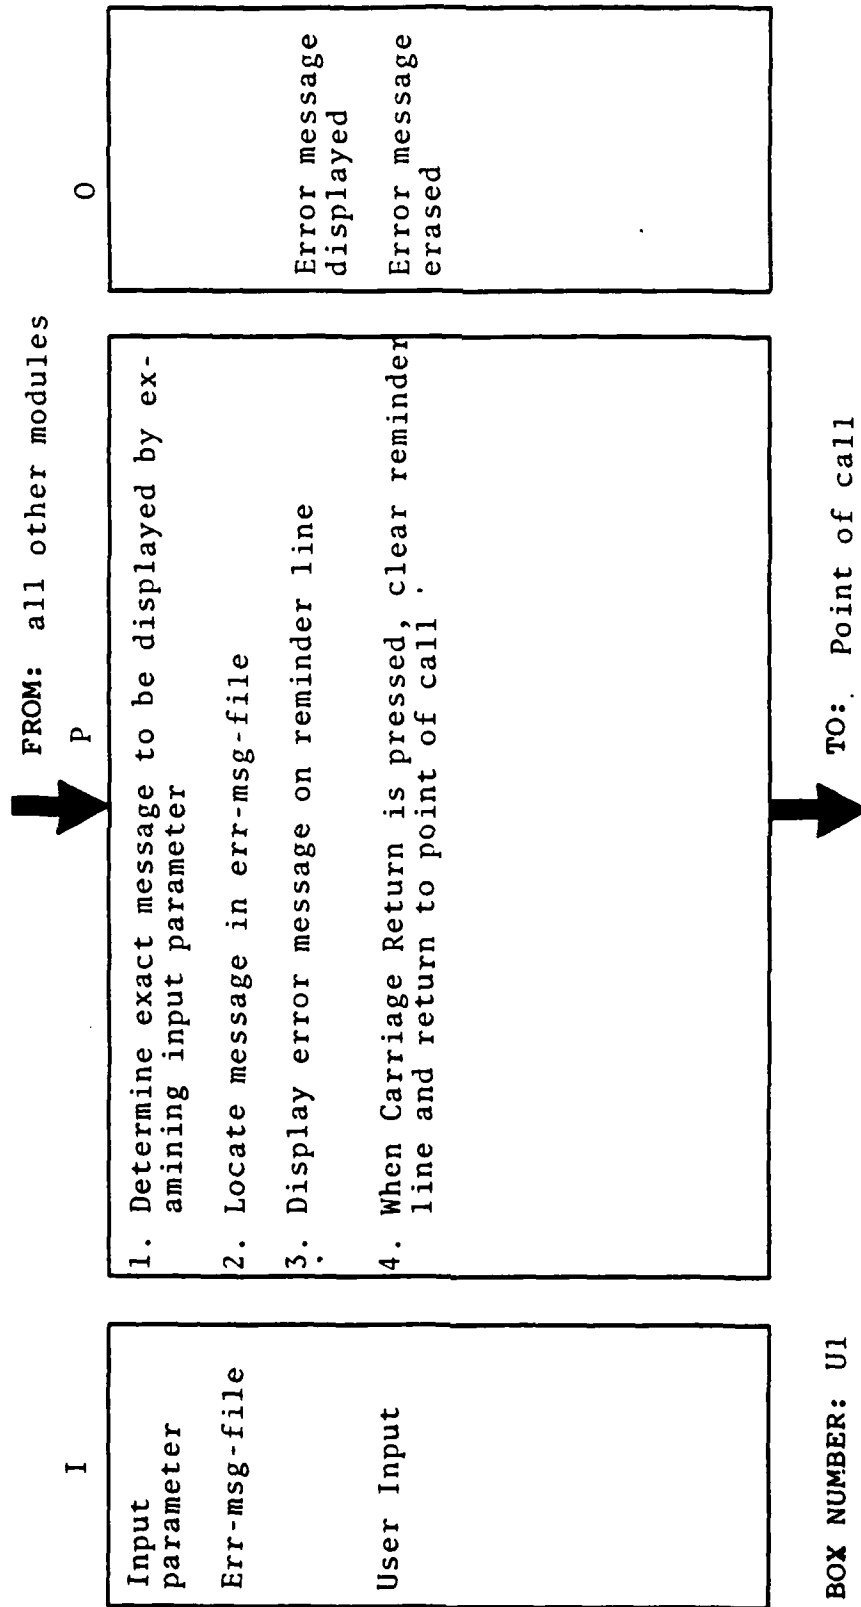 FROM: all other modules
I
P
O
Input
parameter
Err-msg-file
User Input
1. Determine exact message to be displayed by ex-
amining input parameter
2. Locate message in err-msg-file
3. Display error message on reminder line
4. When Carriage Return is pressed, clear reminder
line and return to point of call
Error message
displayed
Error message
erased
BOX NUMBER: U1
TO: Point of call